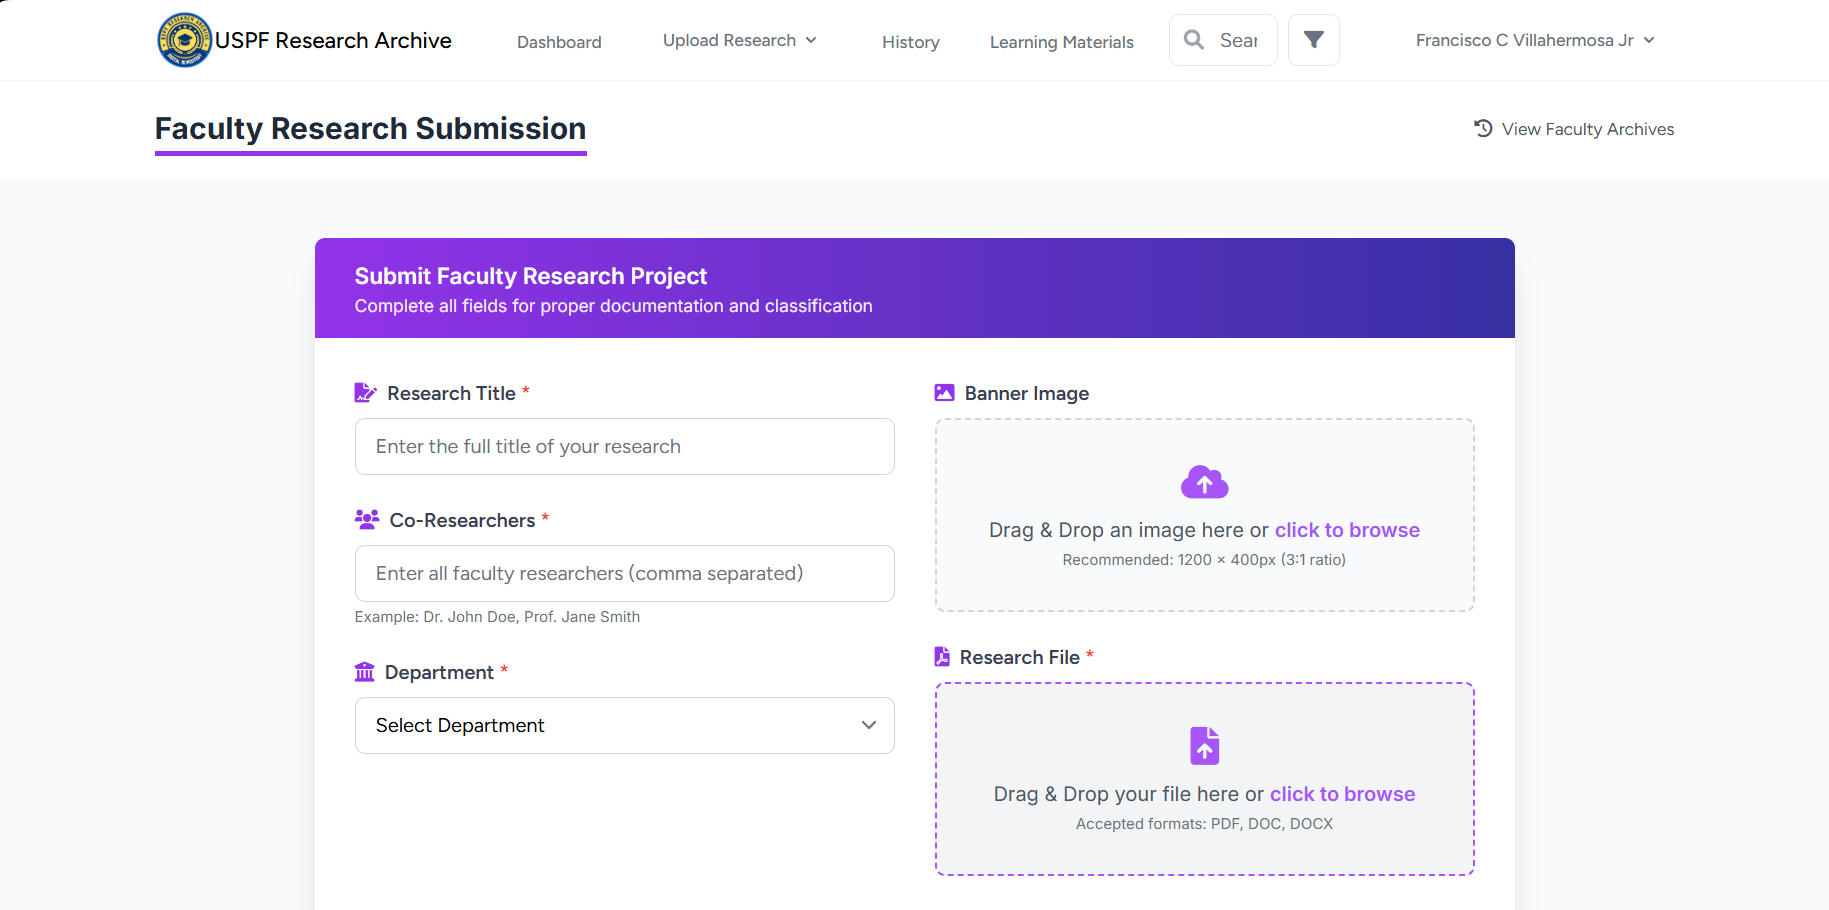 USPF Research Archive
Dashboard
Upload Research
History
Learning Materials
Sear
Francisco C Villahermosa Jr
Faculty Research Submission
View Faculty Archives
Submit Faculty Research Project
Complete all fields for proper documentation and classification
Research Title *
Enter the full title of your research
Co-Researchers *
Enter all faculty researchers (comma separated)
Example: Dr. John Doe, Prof. Jane Smith
Department *
Select Department
Banner Image
Drag & Drop an image here or click to browse
Recommended: 1200 × 400px (3:1 ratio)
Research File *
Drag & Drop your file here or click to browse
Accepted formats: PDF, DOC, DOCX